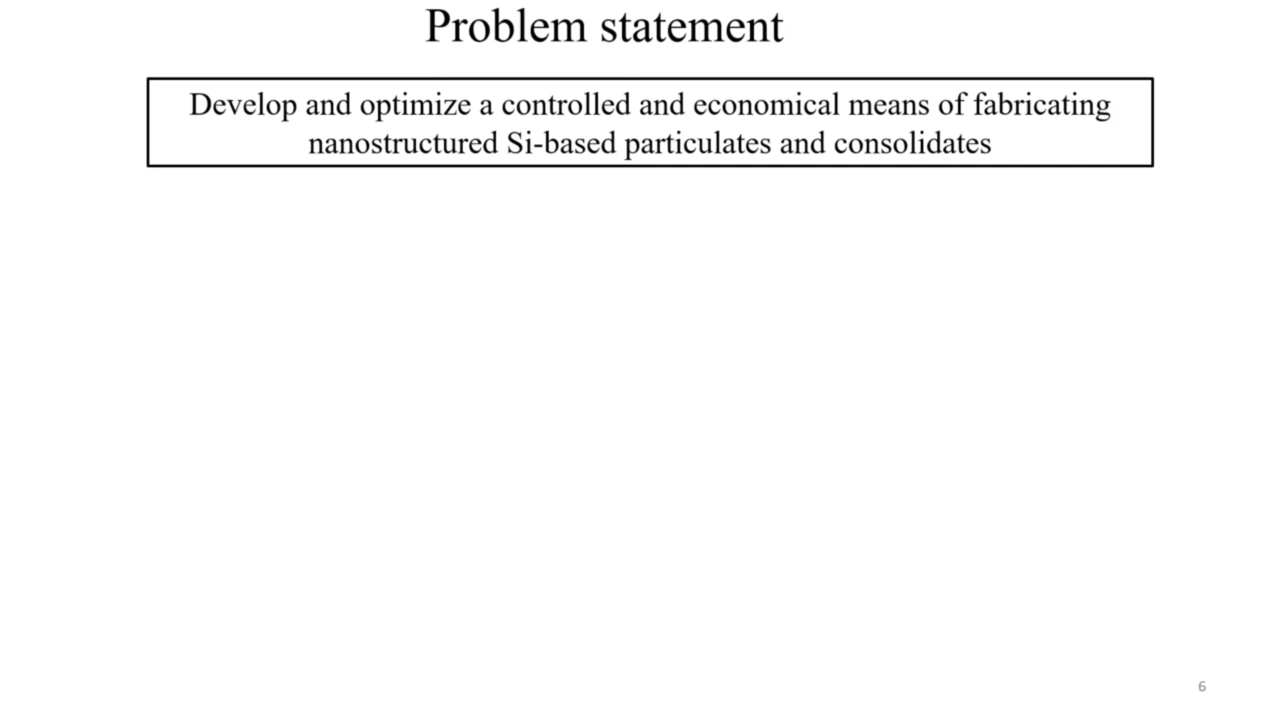 Problem statement
Develop and optimize a controlled and economical means of fabricating
nanostructured Si-based particulates and consolidates
6